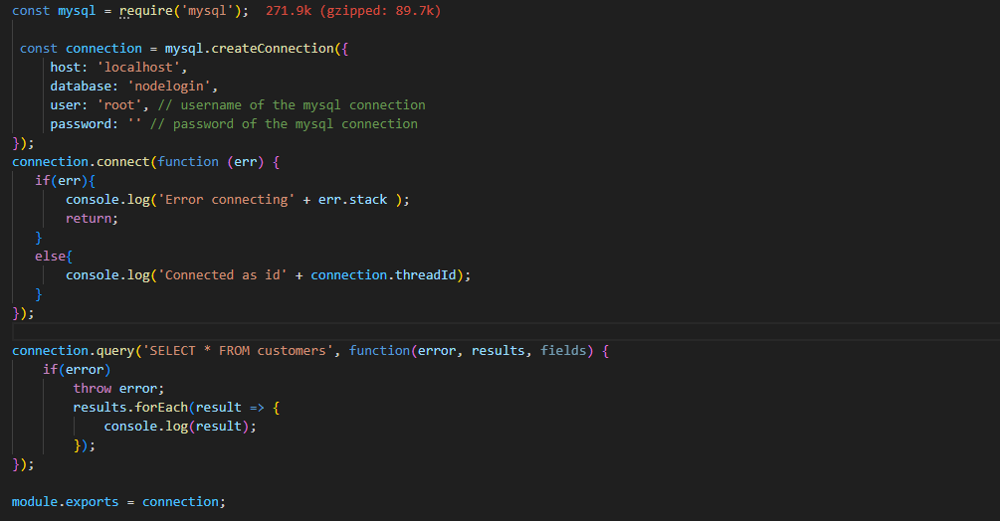 const mysql = require('mysql');  271.9k (gzipped: 89.7k)

 const connection = mysql.createConnection({
     host: 'localhost',
     database: 'nodelogin',
     user: 'root', // username of the mysql connection
     password: '' // password of the mysql connection
});
connection.connect(function (err) {
   if(err){
       console.log('Error connecting' + err.stack );
       return;
   }
   else{
       console.log('Connected as id' + connection.threadId);
   }
});

connection.query('SELECT * FROM customers', function(error, results, fields) {
    if(error)
        throw error;
        results.forEach(result => {
            console.log(result);
        });
});

module.exports = connection;